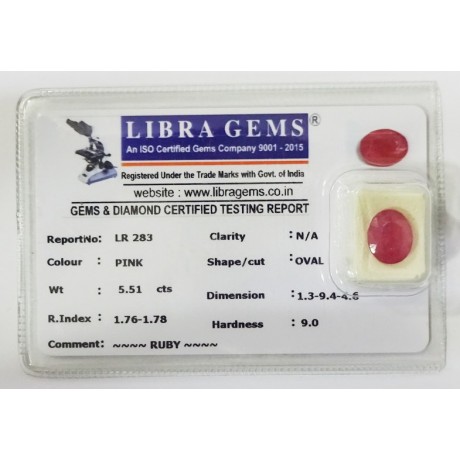 LIBRA GEMS ®
An ISO Certified Gems Company 9001 - 2015
Registered Under the Trade Marks with Govt. of India
website : www.libragems.co.in
GEMS & DIAMOND CERTIFIED TESTING REPORT
ReportNo: LR 283 Clarity : N/A
Colour : PINK Shape/cut : OVAL
Wt : 5.51 cts Dimension : 1.3-9.4-4.6
R.Index : 1.76-1.78 Hardness : 9.0
Comment: ~~~~ RUBY ~~~~